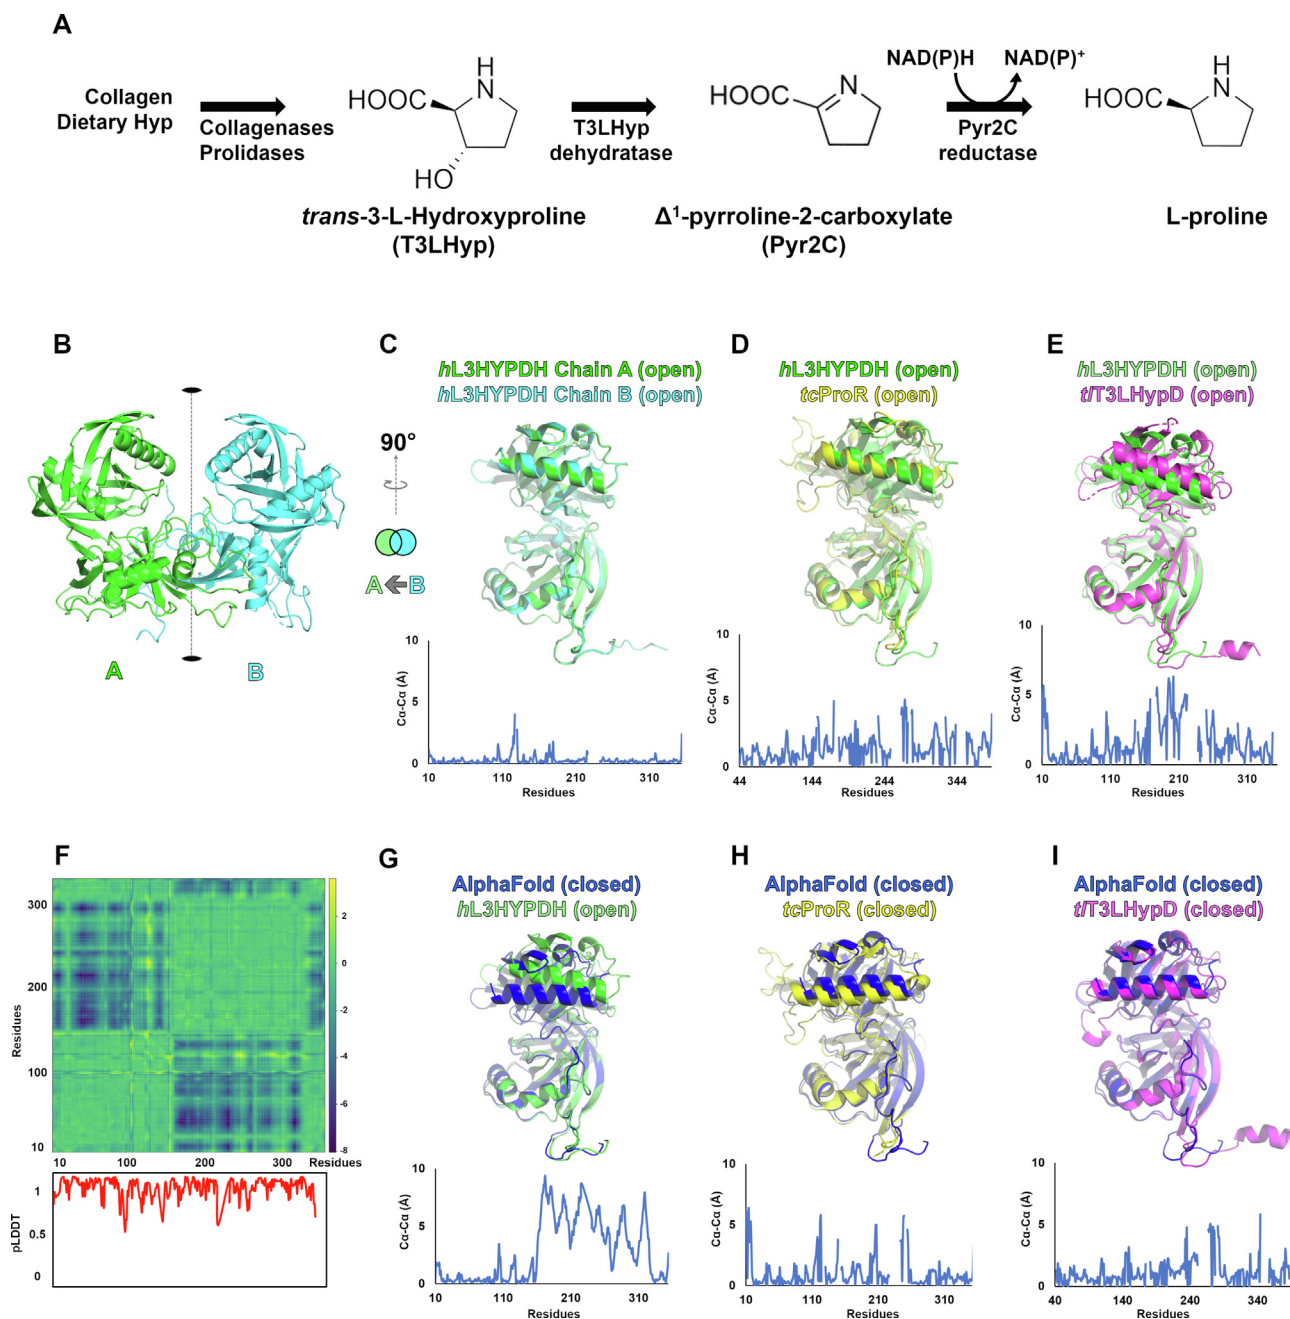 A
Collagen
Dietary Hyp
Collagenases
Prolidases
HOOC
H
N
HO
trans-3-L-Hydroxyproline
(T3LHyp)
T3LHyp
dehydratase
HOOC
N
Δ1-pyrroline-2-carboxylate
(Pyr2C)
NAD(P)H
NAD(P)+
Pyr2C
reductase
HOOC
H
N
L-proline
B
A
B
90°
A B
C
hL3HYPDH Chain A (open)
hL3HYPDH Chain B (open)
Cα-Cα (Å)
10
5
0
10 110 210 310
Residues
D
hL3HYPDH (open)
tcProR (open)
Cα-Cα (Å)
10
5
0
44 144 244 344
Residues
E
hL3HYPDH (open)
tlT3LHypD (open)
Cα-Cα (Å)
10
5
0
10 110 210 310
Residues
F
Residues
300
200
100
10
2
0
-2
-4
-6
-8
10 100 200 300 Residues
pLDDT
1
0.5
0
G
AlphaFold (closed)
hL3HYPDH (open)
Cα-Cα (Å)
10
5
0
10 110 210 310
Residues
H
AlphaFold (closed)
tcProR (closed)
Cα-Cα (Å)
10
5
0
10 110 210 310
Residues
I
AlphaFold (closed)
tlT3LHypD (closed)
Cα-Cα (Å)
10
5
0
40 140 240 340
Residues